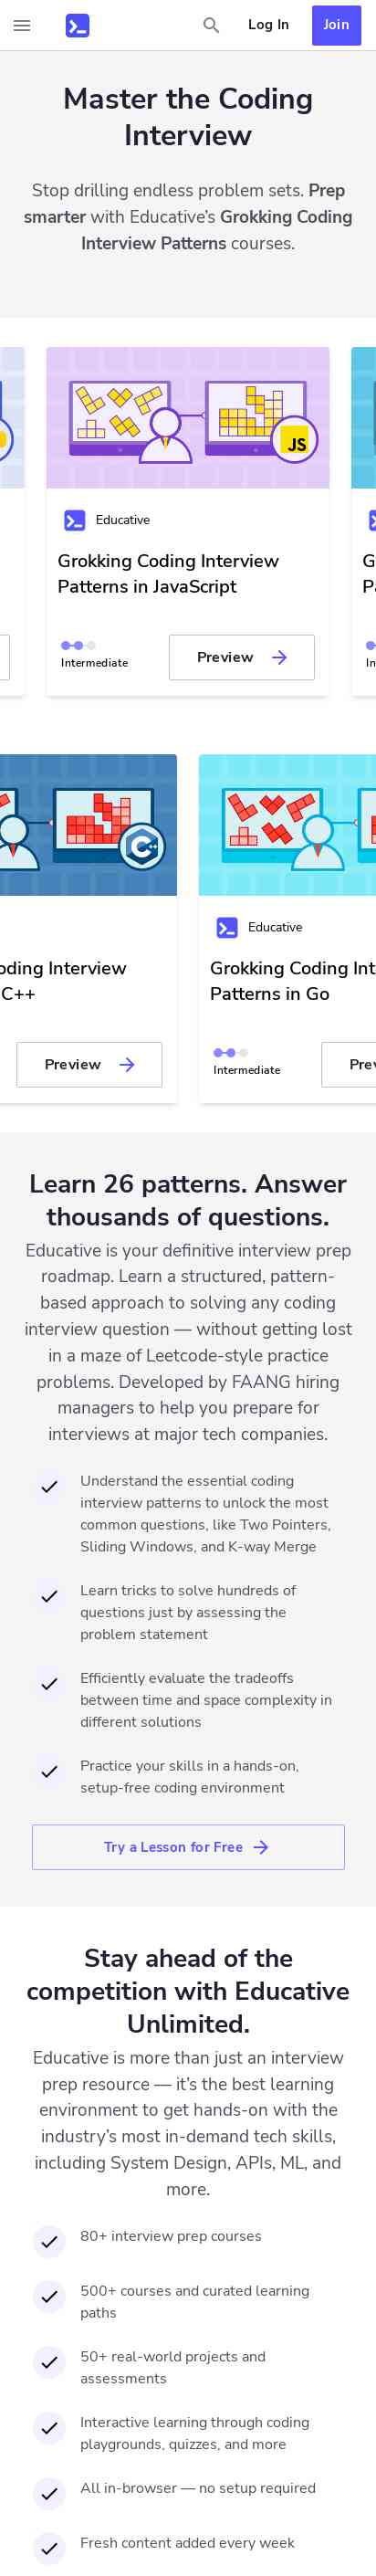 Log In
Join
Master the Coding
Interview
Stop drilling endless problem sets. Prep
smarter with Educative's Grokking Coding
Interview Patterns courses.
JS
Educative
Grokking Coding Interview
Patterns in JavaScript
G
Pa
Intermediate
Preview
In
C++
oding Interview
C++
Preview
Educative
Grokking Coding Int
Patterns in Go
Intermediate
Prev
Learn 26 patterns. Answer
thousands of questions.
Educative is your definitive interview prep
roadmap. Learn a structured, pattern-
based approach to solving any coding
interview question — without getting lost
in a maze of Leetcode-style practice
problems. Developed by FAANG hiring
managers to help you prepare for
interviews at major tech companies.
Understand the essential coding
interview patterns to unlock the most
common questions, like Two Pointers,
Sliding Windows, and K-way Merge
Learn tricks to solve hundreds of
questions just by assessing the
problem statement
Efficiently evaluate the tradeoffs
between time and space complexity in
different solutions
Practice your skills in a hands-on,
setup-free coding environment
Try a Lesson for Free
Stay ahead of the
competition with Educative
Unlimited.
Educative is more than just an interview
prep resource — it's the best learning
environment to get hands-on with the
industry's most in-demand tech skills,
including System Design, APIs, ML, and
more.
80+ interview prep courses
500+ courses and curated learning
paths
50+ real-world projects and
assessments
Interactive learning through coding
playgrounds, quizzes, and more
All in-browser — no setup required
Fresh content added every week